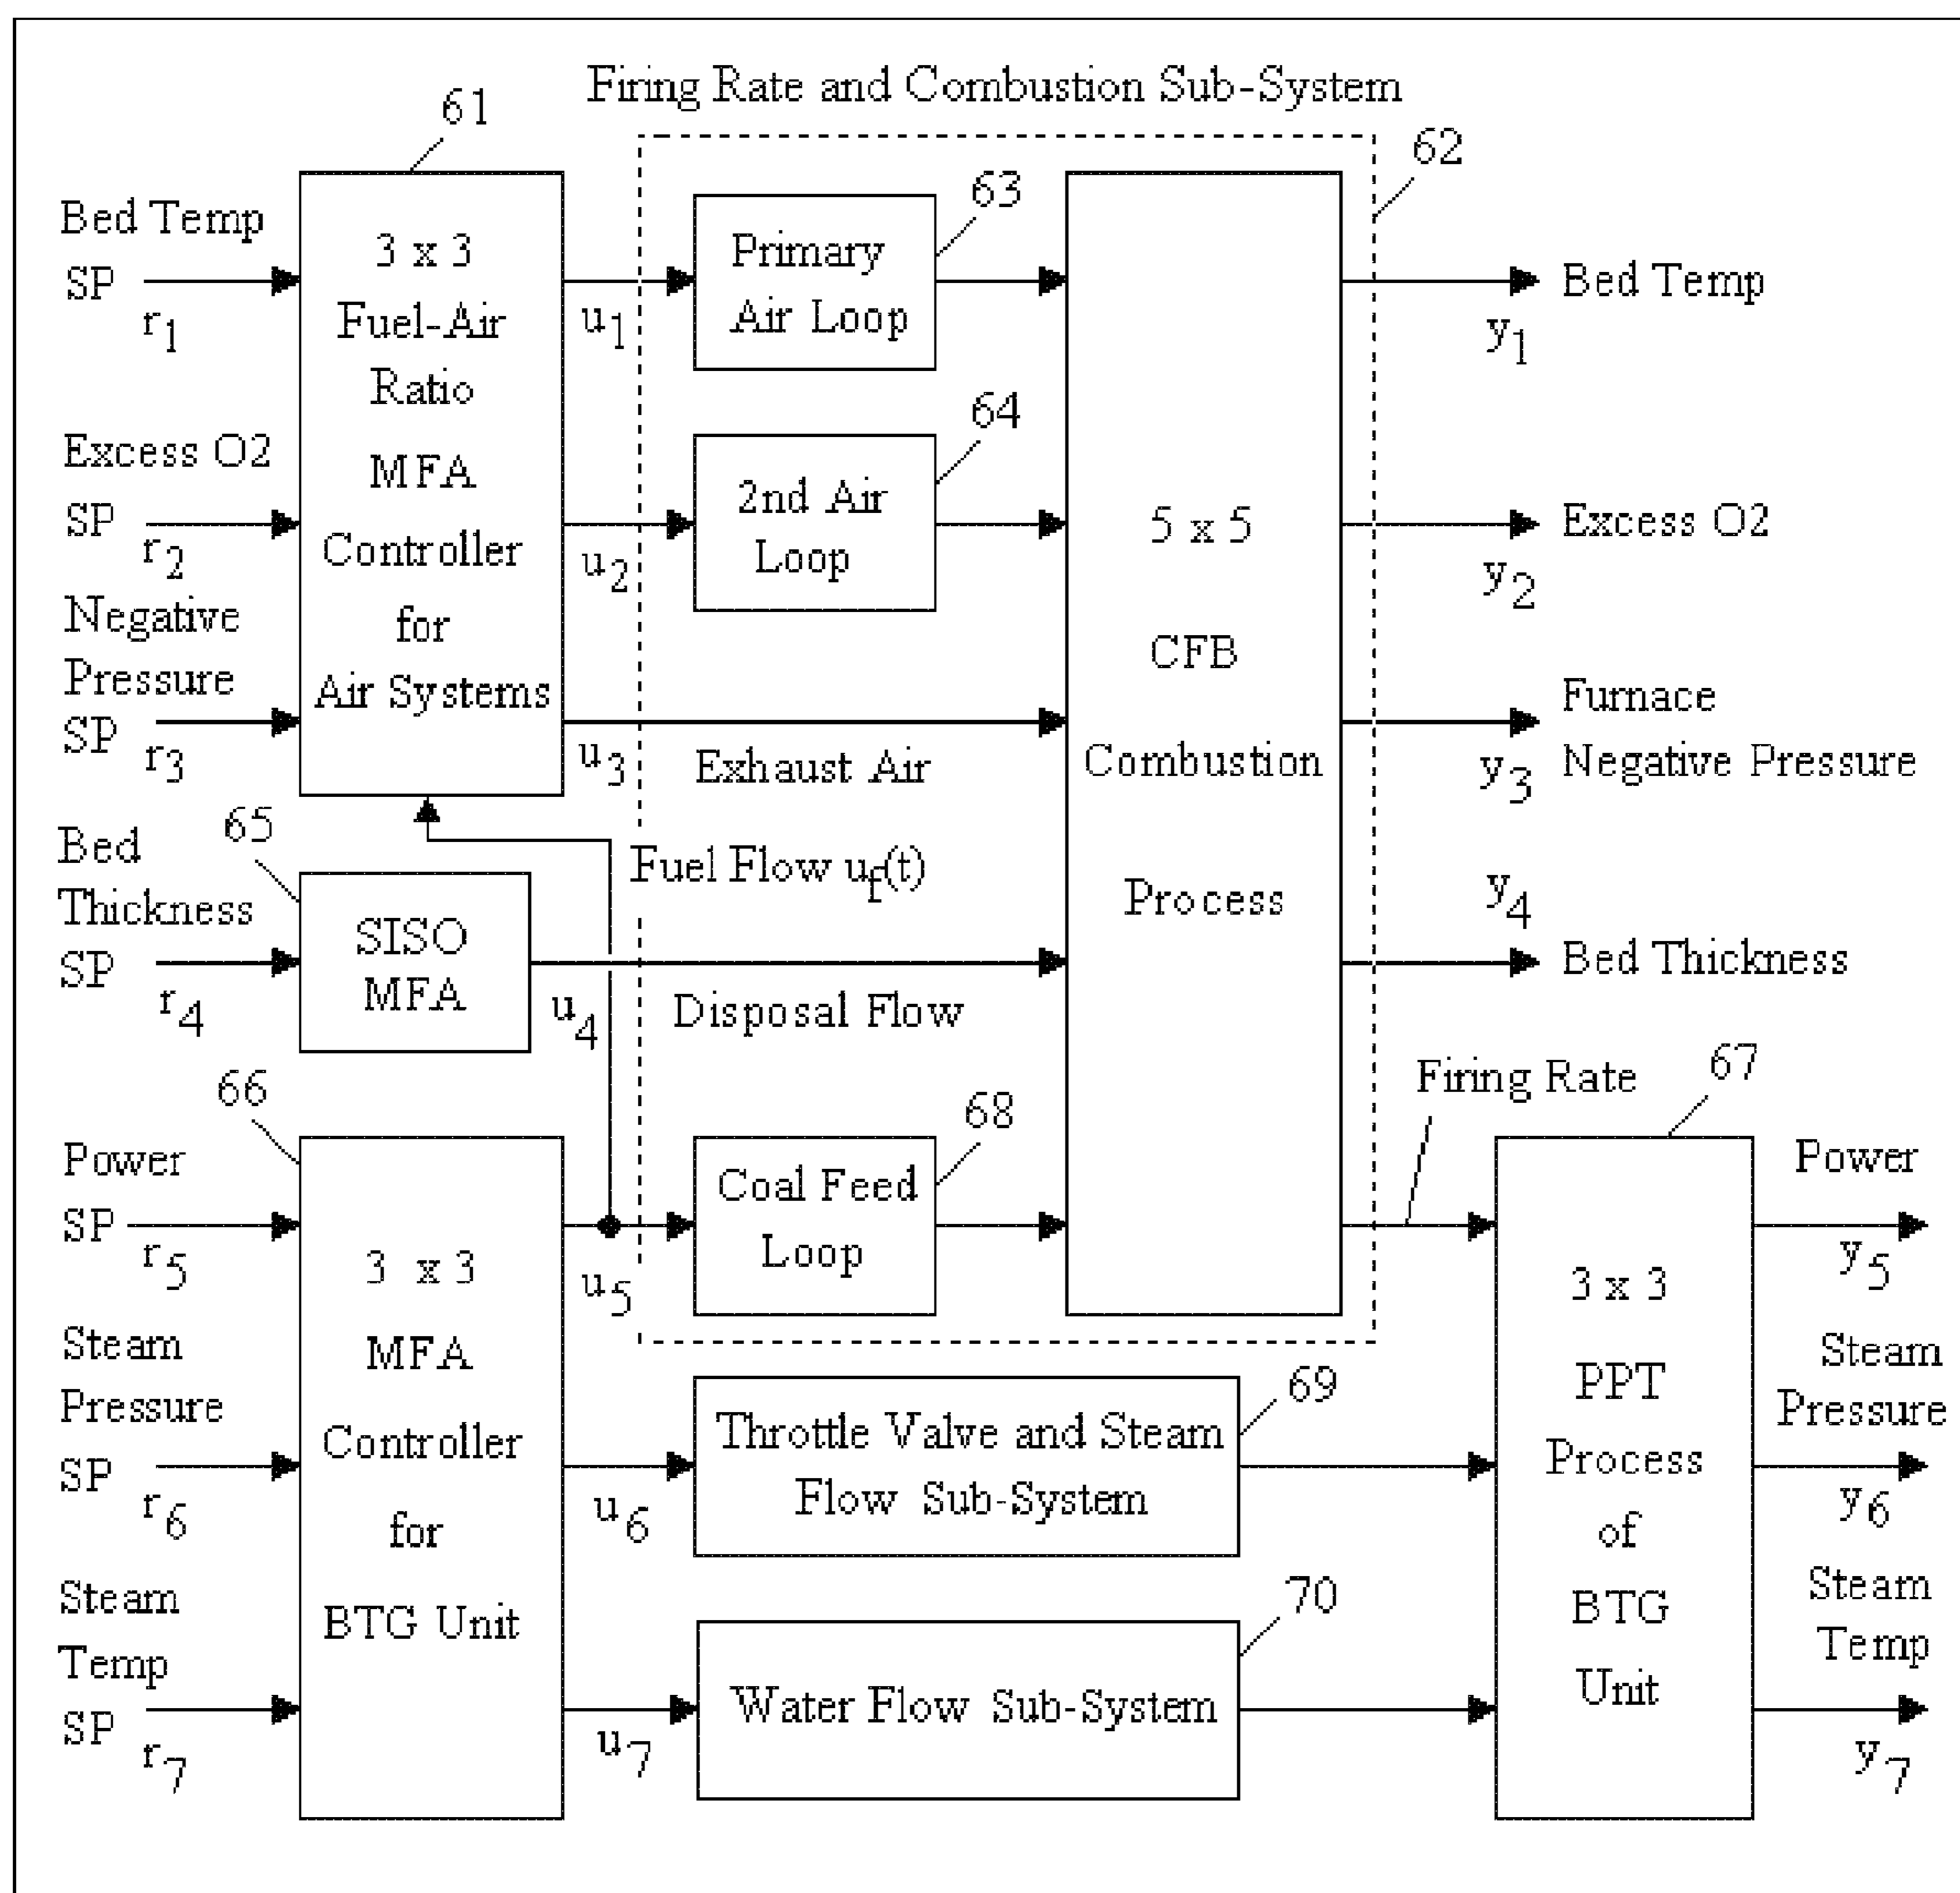 Firing Rate and Combustion Sub-System
61
62
Bed Temp
SP
r1
3 x 3
Fuel-Air
Ratio
MFA
Controller
for
Air Systems
u1
63
Primary
Air Loop
Bed Temp
y1
Excess O2
SP
r2
u2
64
2nd Air
Loop
5 x 5
CFB
Combustion
Process
Excess O2
y2
Negative
Pressure
SP
r3
u3
Exhaust Air
Furnace
Negative Pressure
y3
Fuel Flow uf(t)
65
Bed
Thickness
SP
r4
SISO
MFA
u4
Disposal Flow
y4
Bed Thickness
66
Power
SP
r5
3 x 3
MFA
Controller
for
BTG Unit
u5
68
Coal Feed
Loop
Firing Rate
67
3 x 3
PPT
Process
of
BTG
Unit
Power
y5
Steam
Pressure
SP
r6
u6
69
Throttle Valve and Steam
Flow Sub-System
Steam
Pressure
y6
Steam
Temp
SP
r7
u7
70
Water Flow Sub-System
Steam
Temp
y7